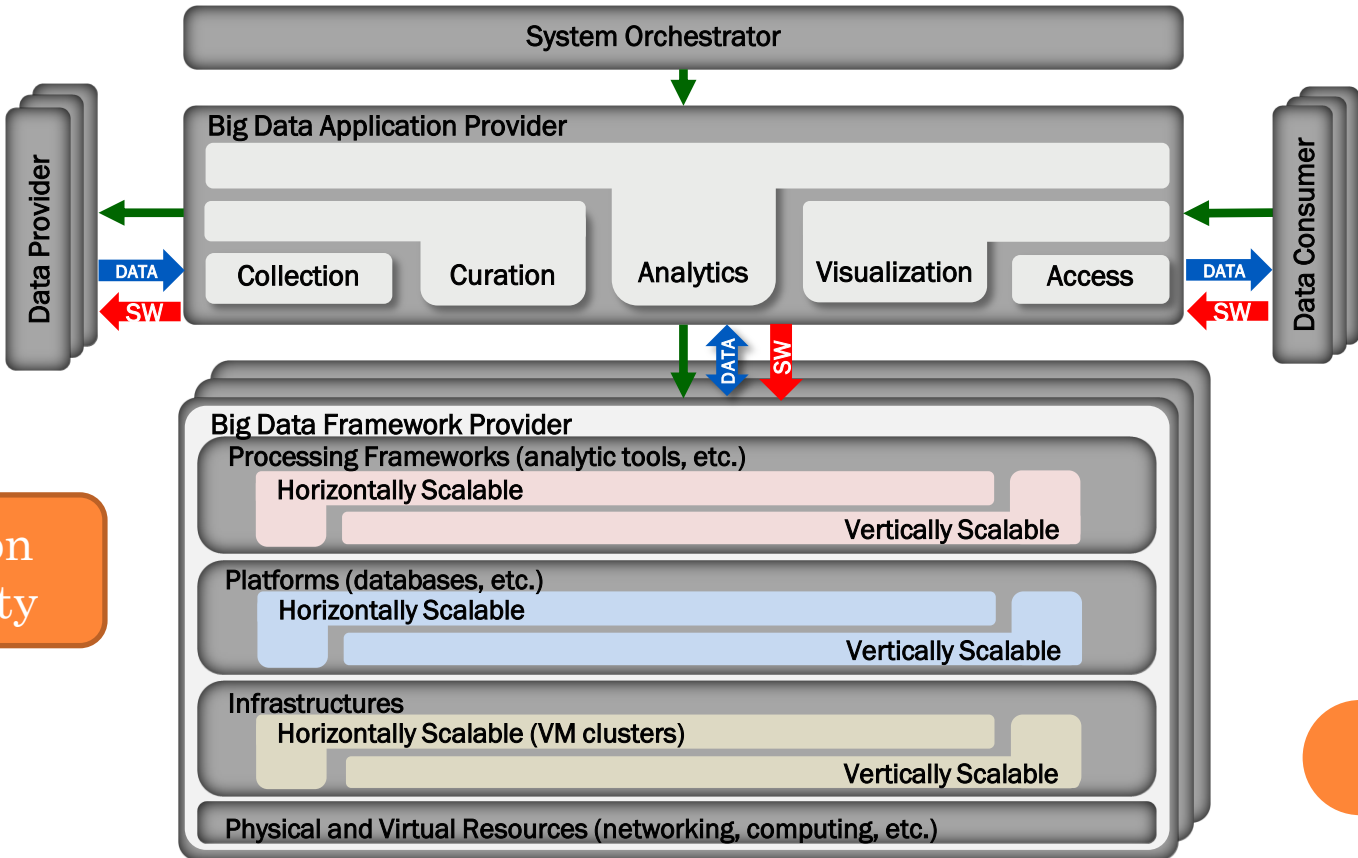 System Orchestrator
Big Data Application Provider
Data Provider
DATA
SW
Collection
Curation
Analytics
Visualization
Access
DATA
SW
Data Consumer
DATA
SW
Big Data Framework Provider
Processing Frameworks (analytic tools, etc.)
Horizontally Scalable
Vertically Scalable
Platforms (databases, etc.)
Horizontally Scalable
Vertically Scalable
Infrastructures
Horizontally Scalable (VM clusters)
Vertically Scalable
Physical and Virtual Resources (networking, computing, etc.)